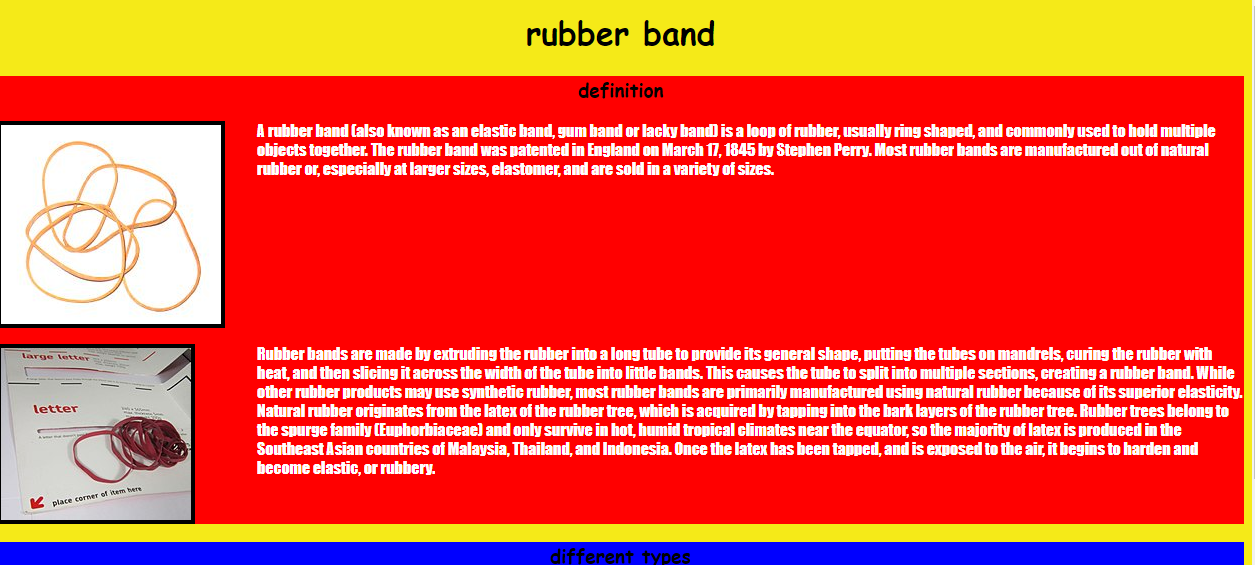 rubber band
definition
A rubber band (also known as an elastic band, gum band or lacky band) is a loop of rubber, usually ring shaped, and commonly used to hold multiple
objects together. The rubber band was patented in England on March 17, 1845 by Stephen Perry. Most rubber bands are manufactured out of natural
rubber or, especially at larger sizes, elastomer, and are sold in a variety of sizes.
large letter
letter
place corner of item here
Rubber bands are made by extruding the rubber into a long tube to provide its general shape, putting the tubes on mandrels, curing the rubber with
heat, and then slicing it across the width of the tube into little bands. This causes the tube to split into multiple sections, creating a rubber band. While
other rubber products may use synthetic rubber, most rubber bands are primarily manufactured using natural rubber because of its superior elasticity.
Natural rubber originates from the latex of the rubber tree, which is acquired by tapping into the bark layers of the rubber tree. Rubber trees belong to
the spurge family (Euphorbiaceae) and only survive in hot, humid tropical climates near the equator, so the majority of latex is produced in the
Southeast Asian countries of Malaysia, Thailand, and Indonesia. Once the latex has been tapped, and is exposed to the air, it begins to harden and
become elastic, or rubbery.
different types